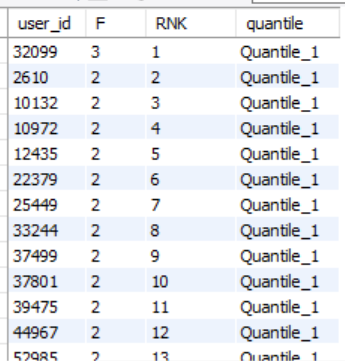 user_id F RNK quantile
32099 3 1 Quantile_1
2610 2 2 Quantile_1
10132 2 3 Quantile_1
10972 2 4 Quantile_1
12435 2 5 Quantile_1
22379 2 6 Quantile_1
25449 2 7 Quantile_1
33244 2 8 Quantile_1
37499 2 9 Quantile_1
37801 2 10 Quantile_1
39475 2 11 Quantile_1
44967 2 12 Quantile_1
52985 2 13 Quantile_1